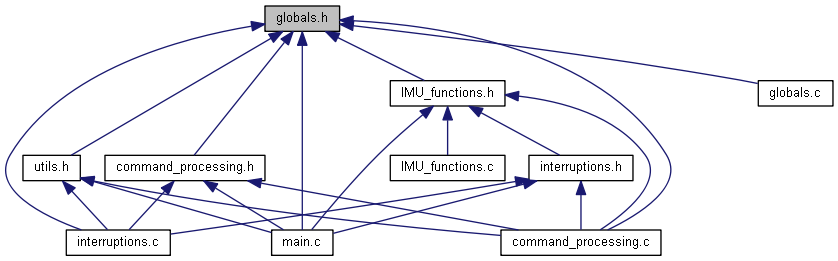 globals.h
IMU_functions.h
globals.c
utils.h
command_processing.h
IMU_functions.c
interruptions.h
interruptions.c
main.c
command_processing.c